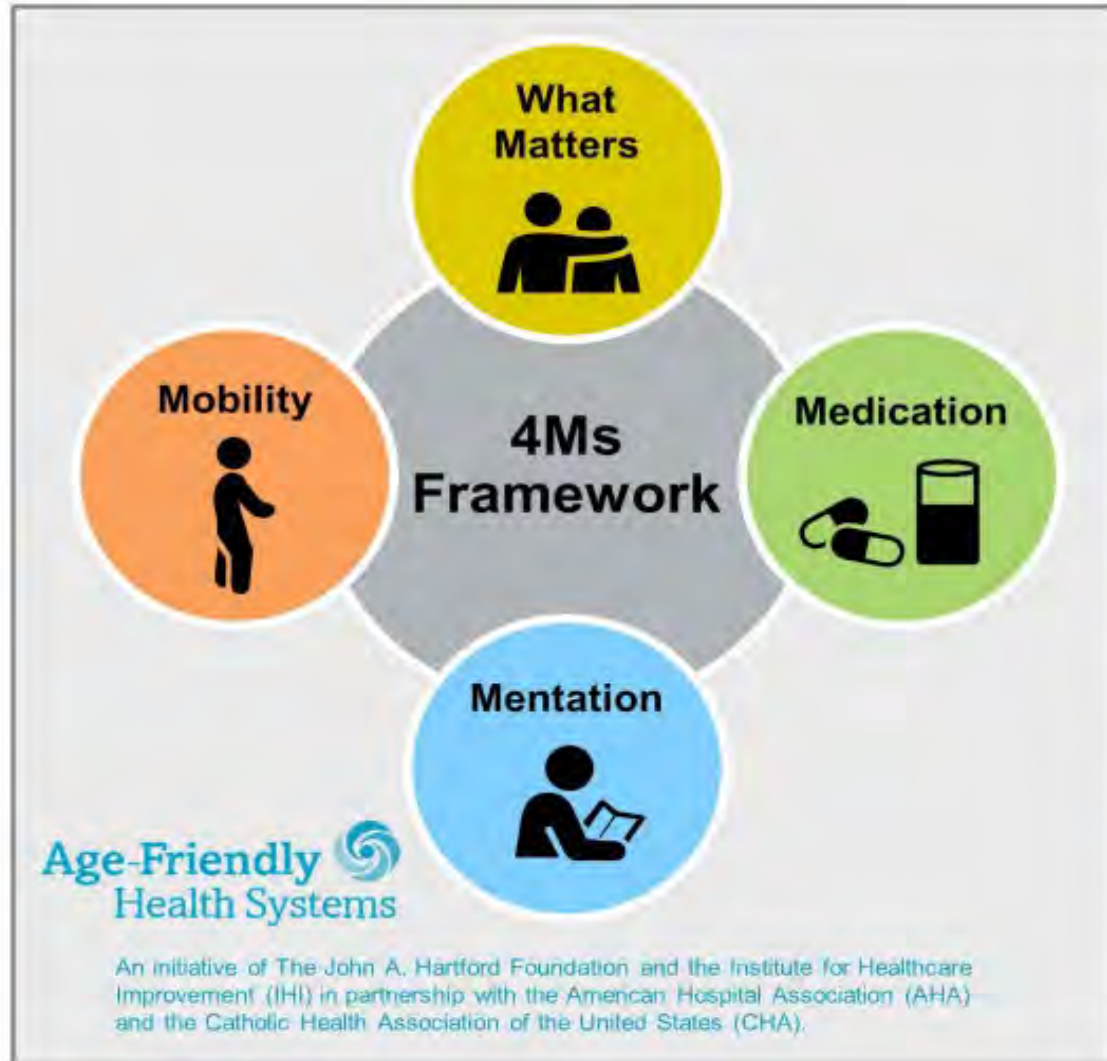 What
Matters
Mobility
4Ms
Framework
Medication
Mentation
Age-Friendly
Health Systems
An initiative of The John A. Hartford Foundation and the Institute for Healthcare
Improvement (IHI) in partnership with the American Hospital Association (AHA)
and the Catholic Health Association of the United States (CHA).